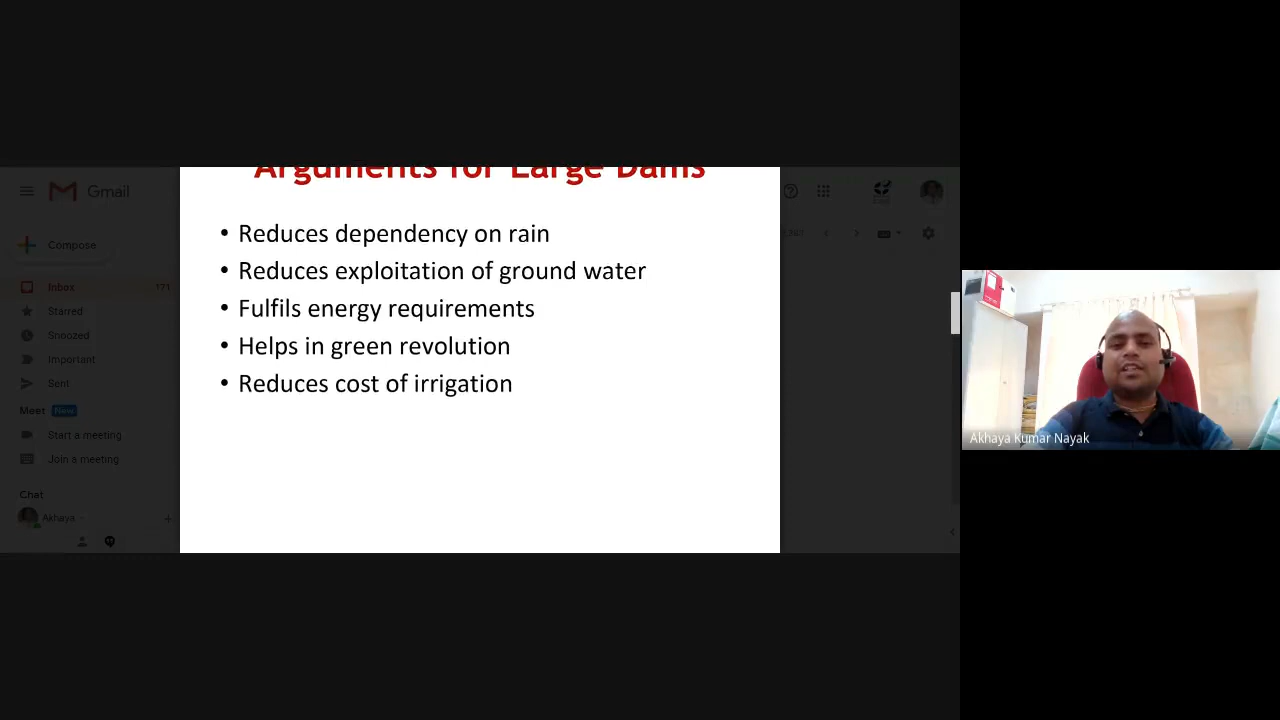 Arguments for Large Dams
Gmail
Compose
• Reduces dependency on rain
• Reduces exploitation of ground water
• Fulfils energy requirements
• Helps in green revolution
• Reduces cost of irrigation
Inbox 171
Starred
Snoozed
Important
Sent
Meet New
Start a meeting
Join a meeting
Chat
Akhaya
Akhaya Kumar Nayak